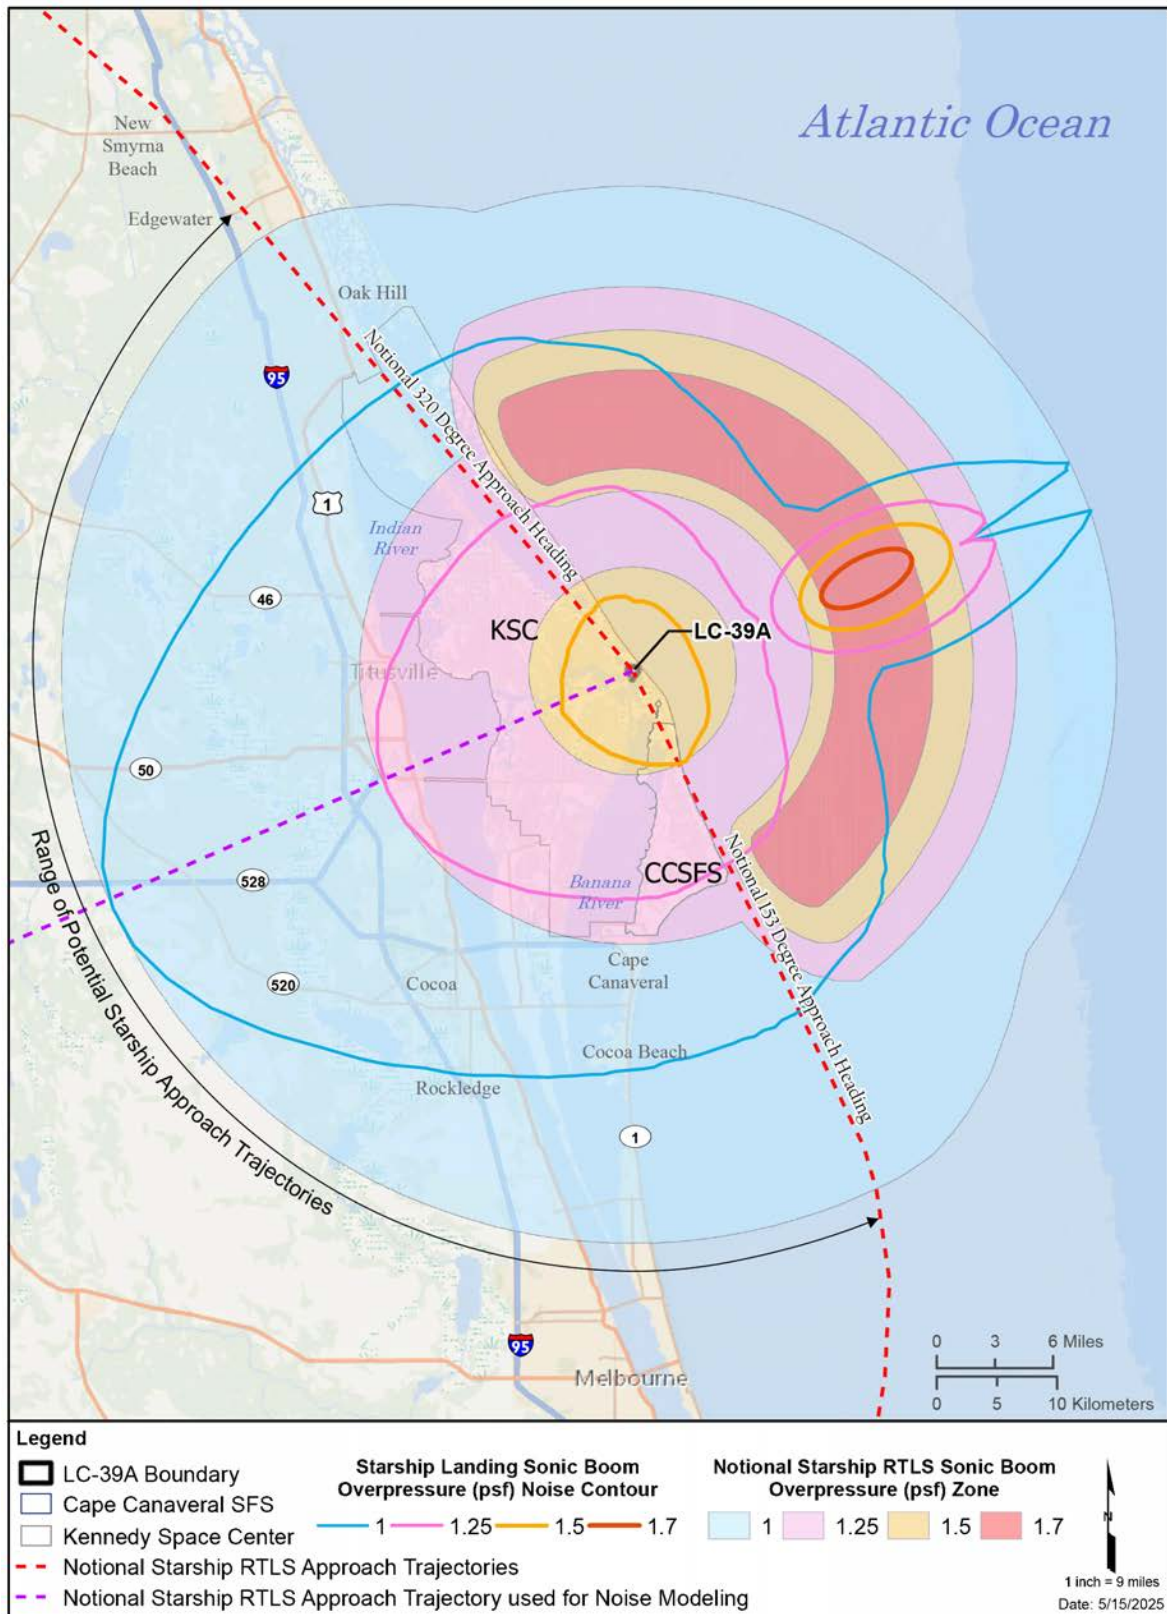 Atlantic Ocean
New
Smyrna
Beach
Edgewater
Oak Hill
95
Notional 320 Degree Approach Heading
1
Indian
River
46
KSC
LC-39A
Titusville
50
Range of Potential Starship Approach Trajectories
528
CCSFS
Banana
River
Notional 153 Degree Approach Heading
520
Cocoa
Cape
Canaveral
Cocoa Beach
Rockledge
1
95
Melbourne
0 3 6 Miles
0 5 10 Kilometers
Legend
LC-39A Boundary
Cape Canaveral SFS
Kennedy Space Center
Notional Starship RTLS Approach Trajectories
Notional Starship RTLS Approach Trajectory used for Noise Modeling
Starship Landing Sonic Boom
Overpressure (psf) Noise Contour
1 1.25 1.5 1.7
Notional Starship RTLS Sonic Boom
Overpressure (psf) Zone
1 1.25 1.5 1.7
N
1 inch = 9 miles
Date: 5/15/2025